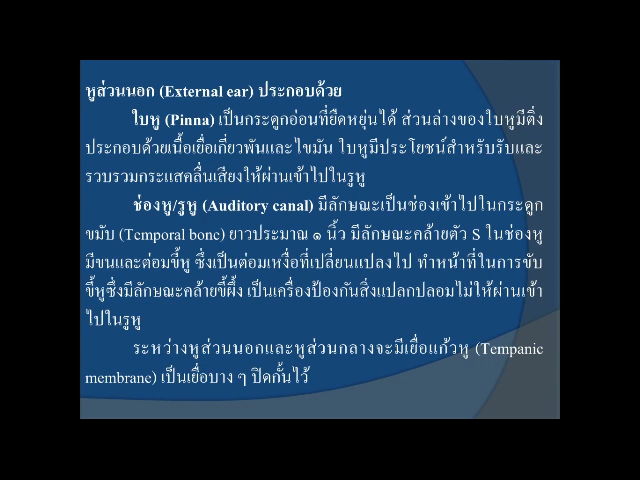 หูส่วนนอก (External ear) ประกอบด้วย
ใบหู (Pinna) เป็นกระดูกอ่อนที่ยืดหยุ่นได้ ส่วนล่างของใบหูมีติ่ง
ประกอบด้วยเนื้อเยื่อเกี่ยวพันและไขมัน ใบหูมีประโยชน์สำหรับรับและ
รวบรวมกระแสคลื่นเสียงให้ผ่านเข้าไปในรูหู
ช่องหู/รูหู (Auditory canal) มีลักษณะเป็นช่องเข้าไปในกระดูก
ขมับ (Temporal bone) ยาวประมาณ ๑ นิ้ว มีลักษณะคล้ายตัว S ในช่องหู
มีขนและต่อมขี้หู ซึ่งเป็นต่อมเหงื่อที่เปลี่ยนแปลงไป ทำหน้าที่ในการขับ
ขี้หูซึ่งมีลักษณะคล้ายขี้ผึ้ง เป็นเครื่องป้องกันสิ่งแปลกปลอมไม่ให้ผ่านเข้า
ไปในรูหู
ระหว่างหูส่วนนอกและหูส่วนกลางจะมีเยื่อแก้วหู (Tempanic
membrane) เป็นเยื่อบาง ๆ ปิดกั้นไว้